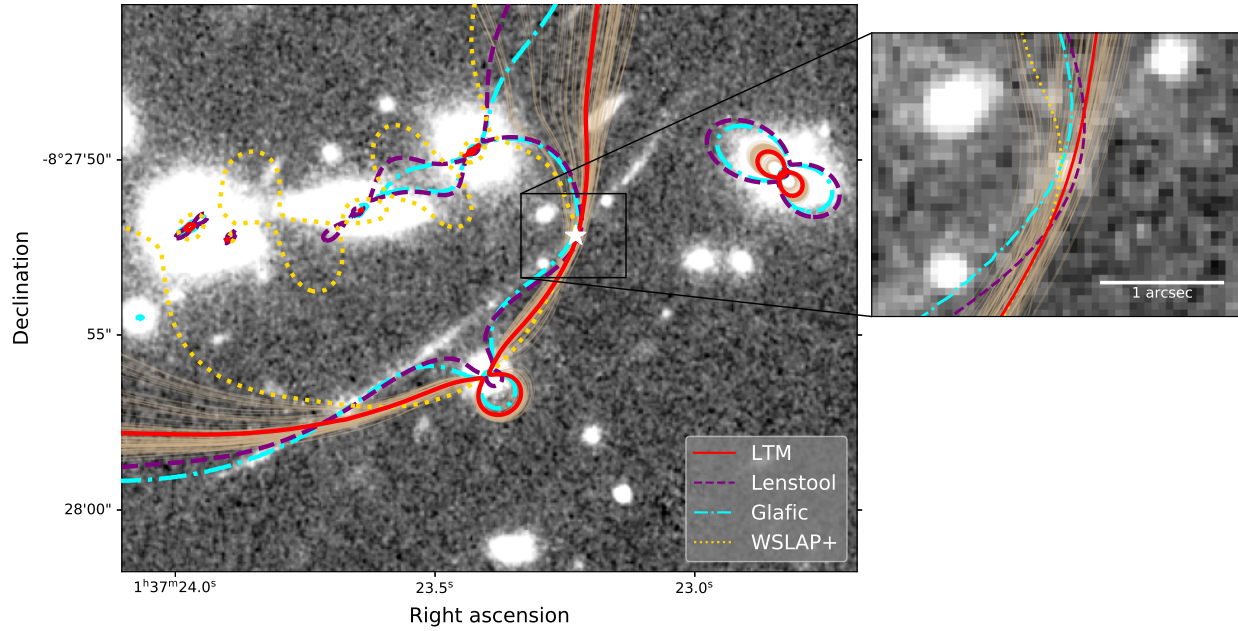 -8°27'50"
55"
28'00"
Declination
1ʰ37ᵐ24.0ˢ
23.5ˢ
23.0ˢ
Right ascension
LTM
Lenstool
Glafic
WSLAP+
1 arcsec